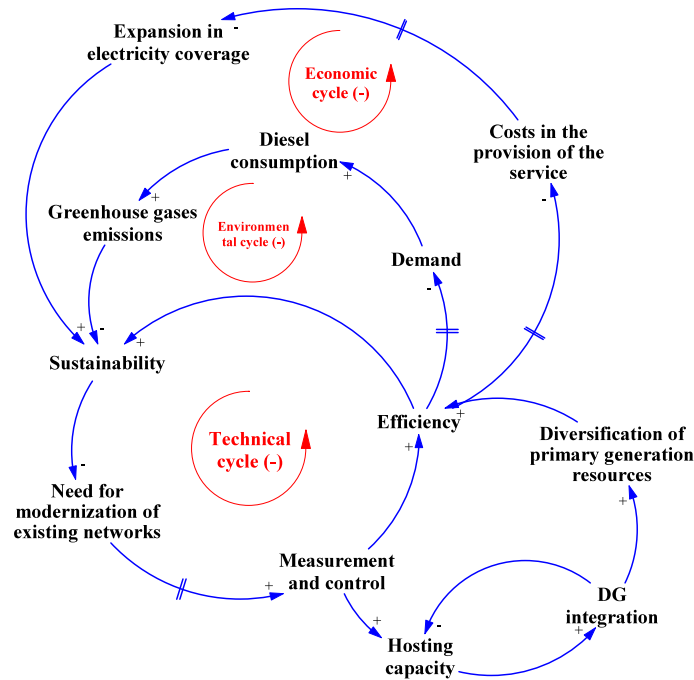 Expansion in
electricity coverage
-
Economic
cycle (-)
Costs in the
provision of the
service
-
Diesel
consumption
+
+
Greenhouse gases
emissions
Environmen
tal cycle (-)
Demand
-
+
-
+
Sustainability
Efficiency
+
+
Technical
cycle (-)
Diversification of
primary generation
resources
+
-
Need for
modernization of
existing networks
Measurement
and control
+
+
-
DG
integration
+
Hosting
capacity